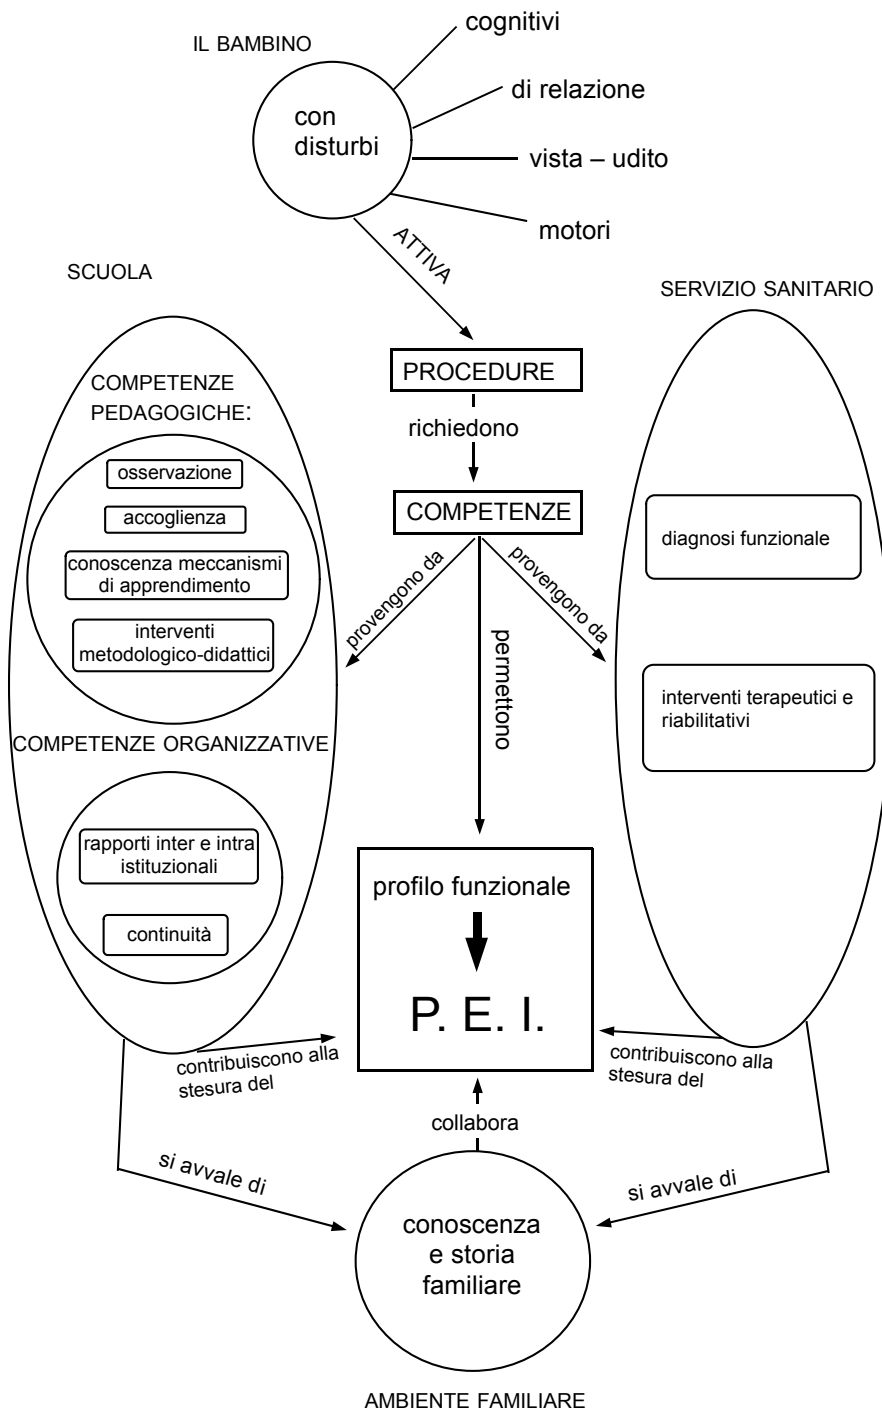 IL BAMBINO
con
disturbi
cognitivi
di relazione
vista – udito
motori
ATTIVA
SCUOLA
SERVIZIO SANITARIO
PROCEDURE
richiedono
COMPETENZE
provengono da
provengono da
permettono
COMPETENZE
PEDAGOGICHE:
osservazione
accoglienza
conoscenza meccanismi
di apprendimento
interventi
metodologico-didattici
COMPETENZE ORGANIZZATIVE
rapporti inter e intra
istituzionali
continuità
diagnosi funzionale
interventi terapeutici e
riabilitativi
profilo funzionale
P. E. I.
contribuiscono alla
stesura del
contribuiscono alla
stesura del
collabora
si avvale di
si avvale di
conoscenza
e storia
familiare
AMBIENTE FAMILIARE